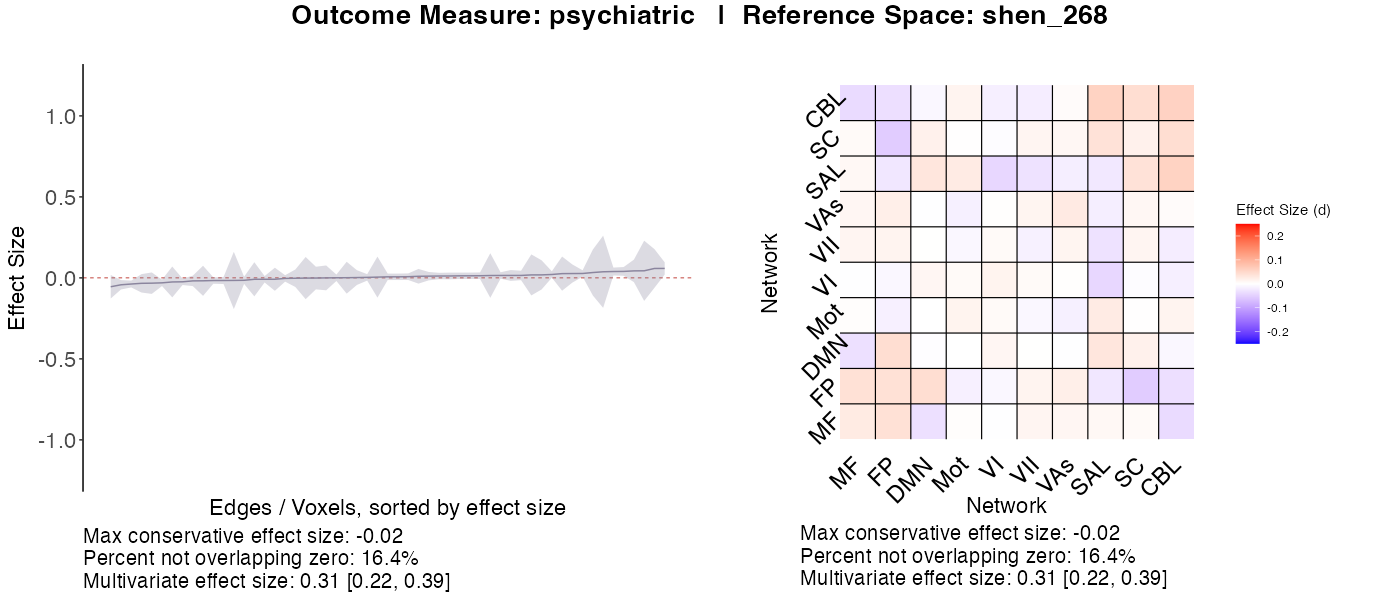 Outcome Measure: psychiatric | Reference Space: shen_268
Effect Size
1.0
0.5
0.0
-0.5
-1.0
Edges / Voxels, sorted by effect size
Max conservative effect size: -0.02
Percent not overlapping zero: 16.4%
Multivariate effect size: 0.31 [0.22, 0.39]
Network
CBL
SC
SAL
VAs
VII
VI
Mot
DMN
FP
MF
MF
FP
DMN
Mot
VI
VII
VAs
SAL
SC
CBL
Network
Max conservative effect size: -0.02
Percent not overlapping zero: 16.4%
Multivariate effect size: 0.31 [0.22, 0.39]
Effect Size (d)
0.2
0.1
0.0
-0.1
-0.2